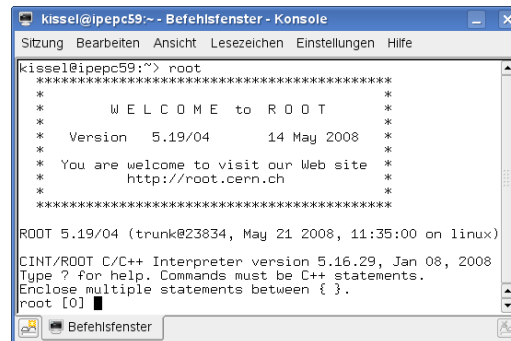 kissel@ipepc59:~ - Befehlsfenster - Konsole
Sitzung Bearbeiten Ansicht Lesezeichen Einstellungen Hilfe
kissel@ipepc59:~> root
*******************************************
*                                         *
*        W E L C O M E  to  R O O T       *
*                                         *
*   Version   5.19/04      14 May 2008    *
*                                         *
*  You are welcome to visit our Web site  *
*          http://root.cern.ch            *
*                                         *
*******************************************
ROOT 5.19/04 (trunk@23834, May 21 2008, 11:35:00 on linux)
CINT/ROOT C/C++ Interpreter version 5.16.29, Jan 08, 2008
Type ? for help. Commands must be C++ statements.
Enclose multiple statements between { }.
root [0]
Befehlsfenster